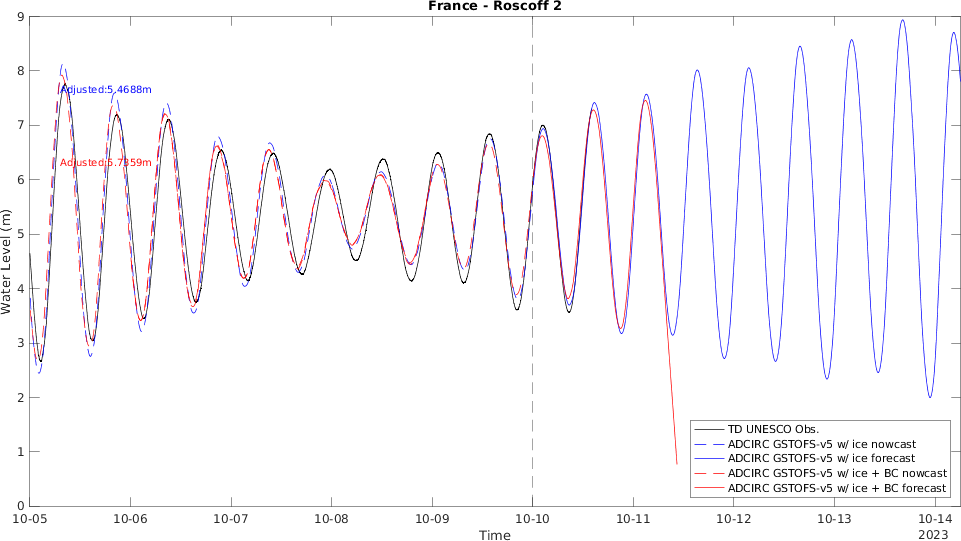 France - Roscoff 2
9
8
7
6
5
4
3
2
1
0
Water Level (m)
Adjusted:5.4688m
Adjusted:5.7359m
TD UNESCO Obs.
ADCIRC GSTOFS-v5 w/ ice nowcast
ADCIRC GSTOFS-v5 w/ ice forecast
ADCIRC GSTOFS-v5 w/ ice + BC nowcast
ADCIRC GSTOFS-v5 w/ ice + BC forecast
10-05 10-06 10-07 10-08 10-09 10-10 10-11 10-12 10-13 10-14
Time
2023